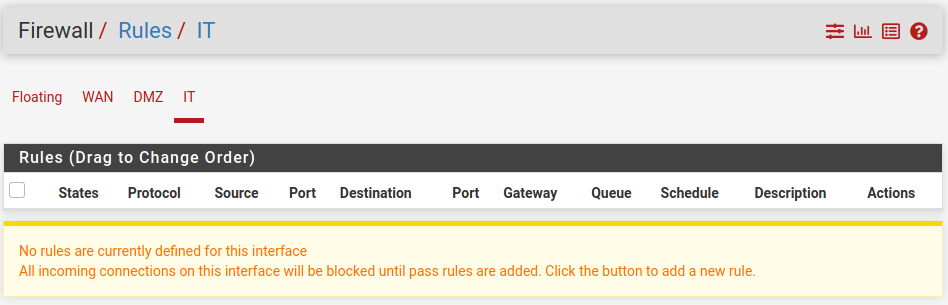 Firewall / Rules / IT
Floating WAN DMZ IT
Rules (Drag to Change Order)
States Protocol Source Port Destination Port Gateway Queue Schedule Description Actions
No rules are currently defined for this interface
All incoming connections on this interface will be blocked until pass rules are added. Click the button to add a new rule.